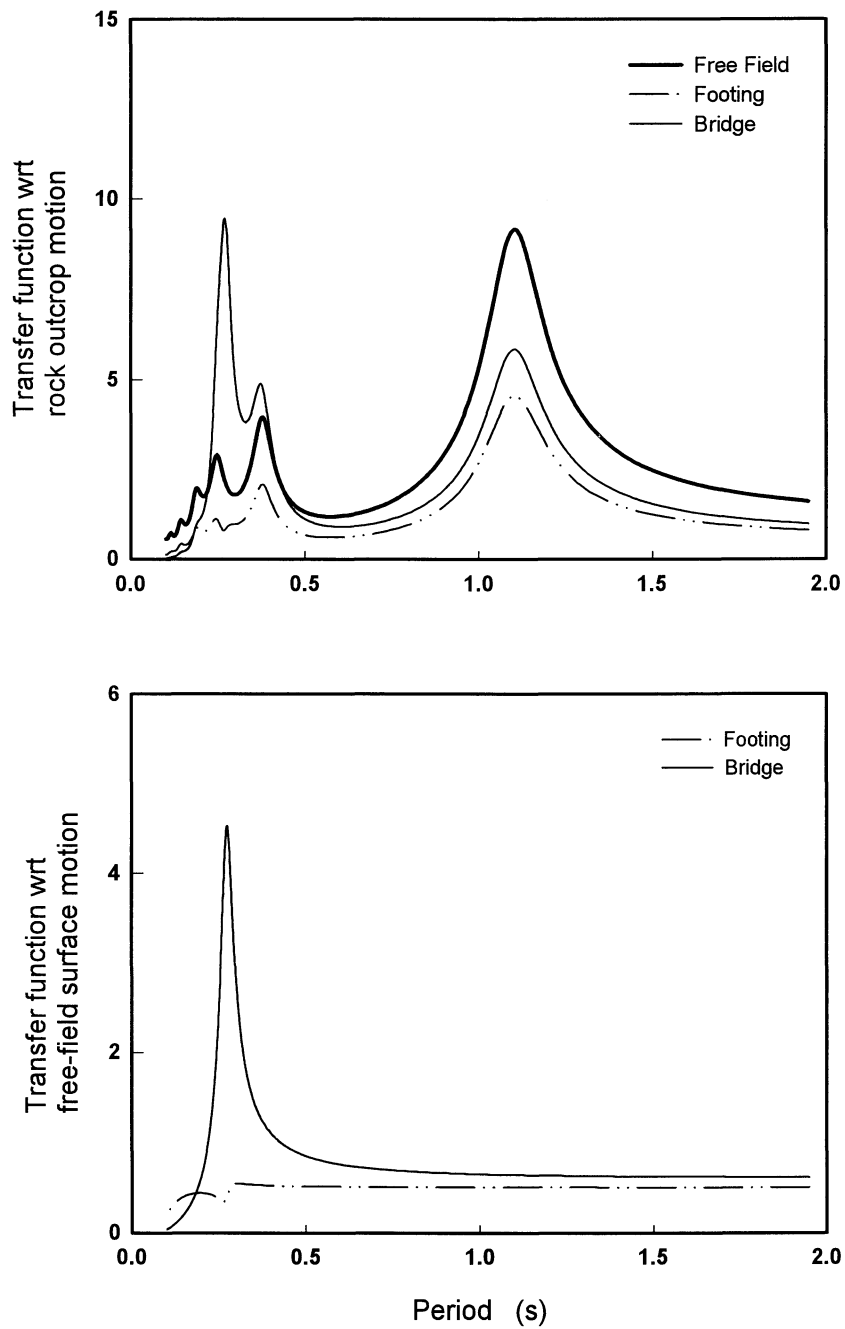 15
10
5
0
Transfer function wrt
rock outcrop motion
Free Field
Footing
Bridge
0.0 0.5 1.0 1.5 2.0
6
4
2
0
Transfer function wrt
free-field surface motion
Footing
Bridge
0.0 0.5 1.0 1.5 2.0
Period (s)